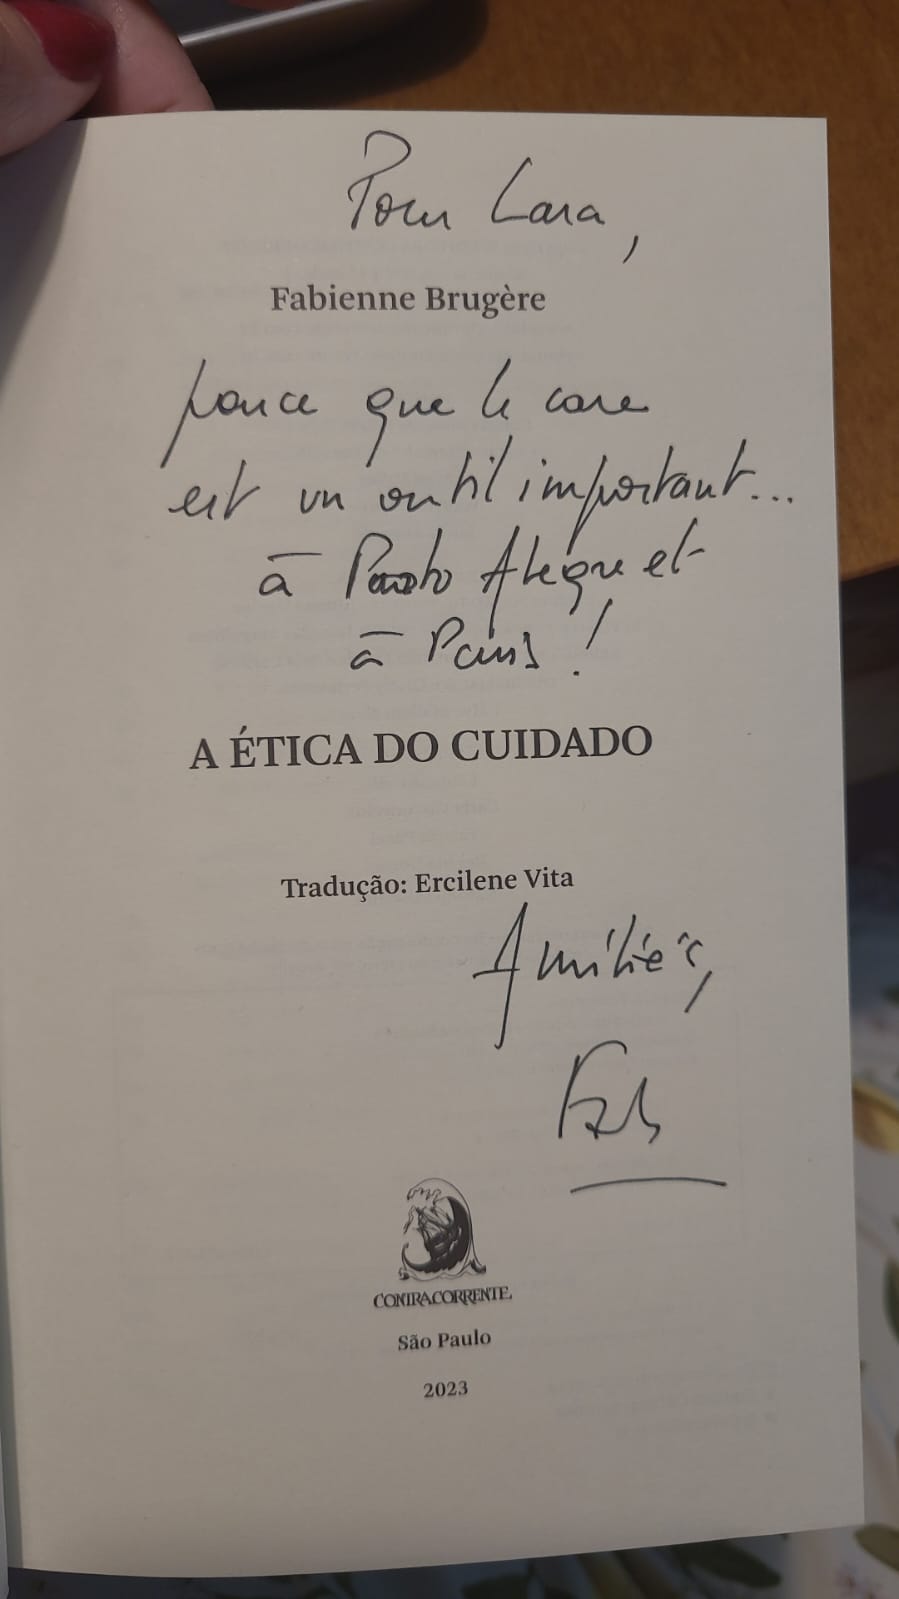 Pour Lara,
Fabienne Brugère
parce que le care
est un outil important...
à Porto Alegre et
à Paris !
A ÉTICA DO CUIDADO
Tradução: Ercilene Vita
Amitiés,
Fab
CONTRACORRENTE
São Paulo
2023